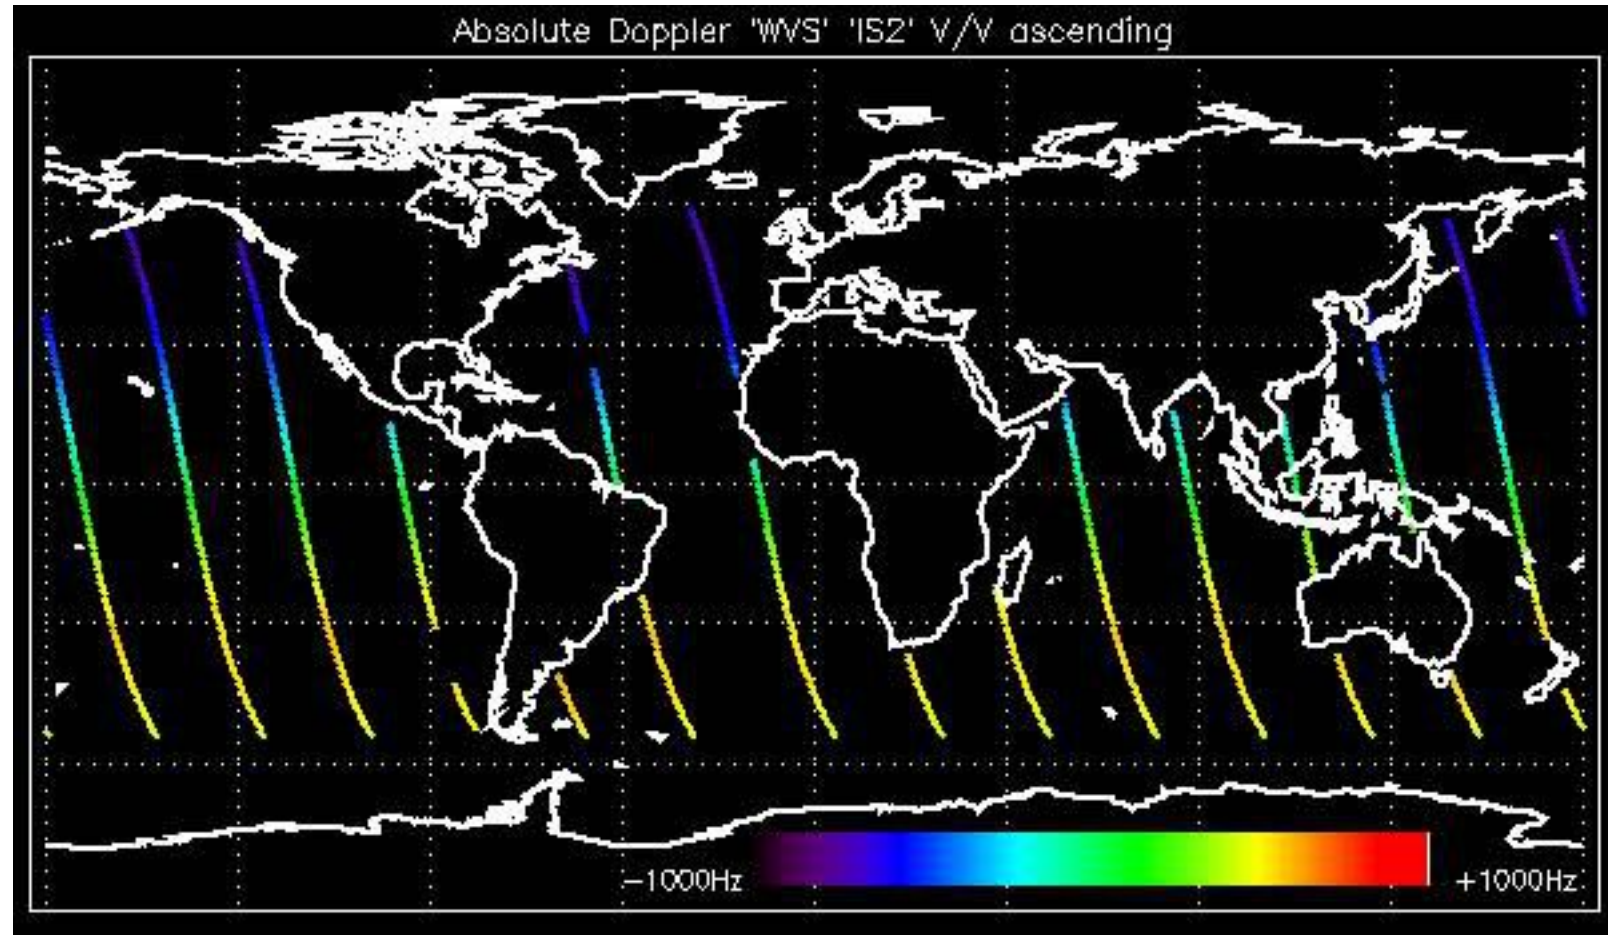 Absolute Doppler 'WVS' 'IS2' V/V ascending
−1000Hz
+1000Hz